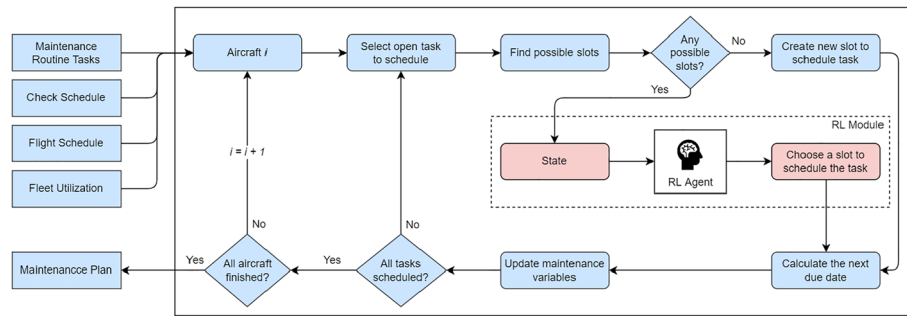 Maintenance
Routine Tasks
Check Schedule
Flight Schedule
Fleet Utilization
Aircraft i
Select open task
to schedule
Find possible slots
Any
possible
slots?
No
Create new slot to
schedule task
Yes
RL Module
State
RL Agent
Choose a slot to
schedule the task
i = i + 1
No
No
Maintenancce Plan
Yes
All aircraft
finished?
Yes
All tasks
scheduled?
Update maintenance
variables
Calculate the next
due date